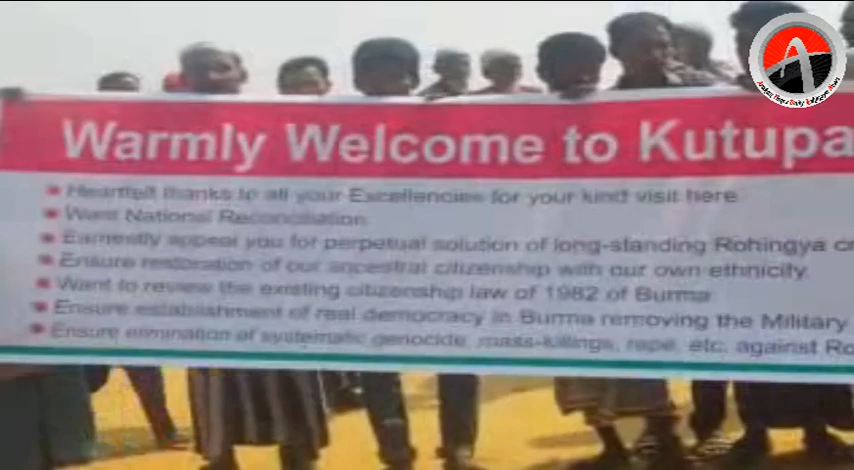 Warmly Welcome to Kutupa
Heartfelt thanks to all your Excellencies for your kind visit here.
Want National Reconciliation.
Earnestly appeal you for perpetual solution of long-standing Rohingya cr
Ensure restoration of our ancestral citizenship with our own ethnicity.
Want to review the existing citizenship law of 1982 of Burma.
Ensure establishment of real democracy in Burma removing the Military
Ensure elimination of systematic genocide, mass-killings, rape, etc. against Ro